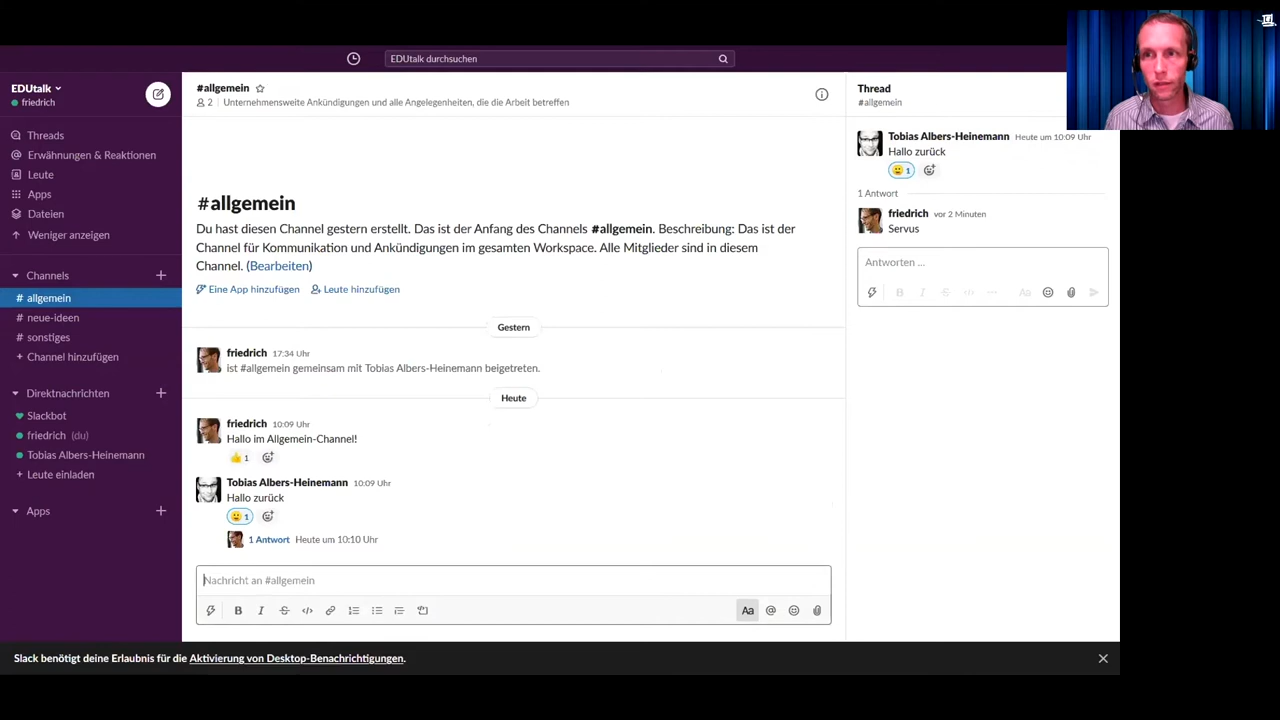 EDUtalk durchsuchen
EDUtalk
friedrich
Threads
Erwähnungen & Reaktionen
Leute
Apps
Dateien
Weniger anzeigen
Channels
# allgemein
# neue-ideen
# sonstiges
+ Channel hinzufügen
Direktnachrichten
Slackbot
friedrich (du)
Tobias Albers-Heinemann
+ Leute einladen
Apps
#allgemein
2 Unternehmensweite Ankündigungen und alle Angelegenheiten, die die Arbeit betreffen
#allgemein
Du hast diesen Channel gestern erstellt. Das ist der Anfang des Channels #allgemein. Beschreibung: Das ist der
Channel für Kommunikation und Ankündigungen im gesamten Workspace. Alle Mitglieder sind in diesem
Channel. (Bearbeiten)
Eine App hinzufügen Leute hinzufügen
Gestern
friedrich 17:34 Uhr
ist #allgemein gemeinsam mit Tobias Albers-Heinemann beigetreten.
Heute
friedrich 10:09 Uhr
Hallo im Allgemein-Channel!
1
Tobias Albers-Heinemann 10:09 Uhr
Hallo zurück
1
1 Antwort Heute um 10:10 Uhr
Nachricht an #allgemein
B I S </> Aa @
Thread
#allgemein
Tobias Albers-Heinemann Heute um 10:09 Uhr
Hallo zurück
1
1 Antwort
friedrich vor 2 Minuten
Servus
Antworten ...
B I S </> ... Aa
Slack benötigt deine Erlaubnis für die Aktivierung von Desktop-Benachrichtigungen.